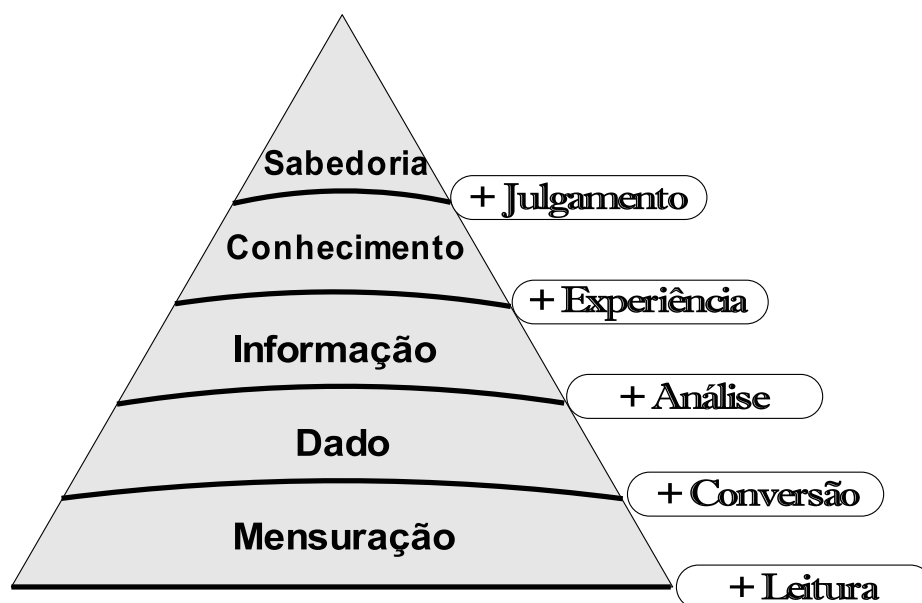 Sabedoria
+ Julgamento
Conhecimento
+ Experiência
Informação
+ Análise
Dado
+ Conversão
Mensuração
+ Leitura